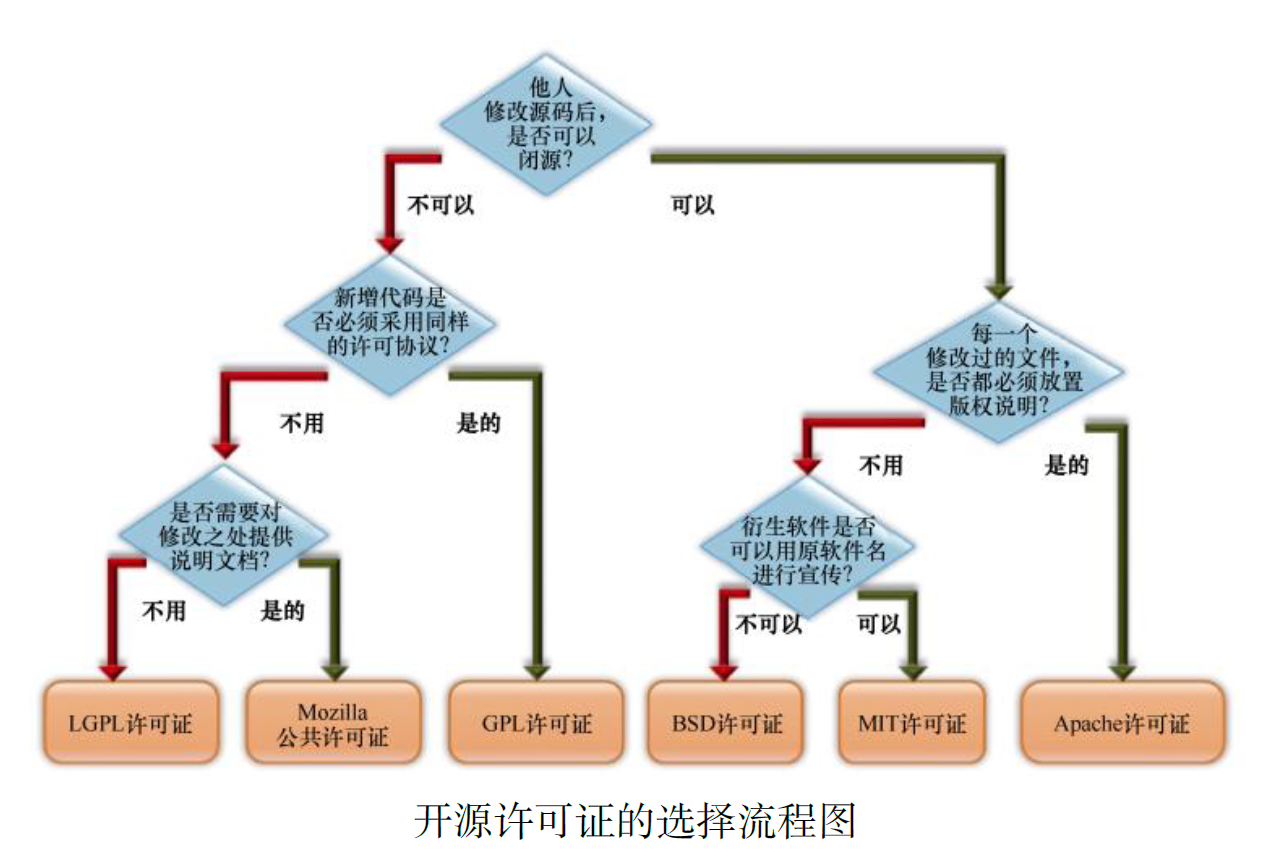 他人
修改源码后，
是否可以
闭源？
不可以
可以
新增代码是
否必须采用同样
的许可协议？
每一个
修改过的文件，
是否都必须放置
版权说明？
不用
是的
不用
是的
是否需要对
修改之处提供
说明文档？
衍生软件是否
可以用原软件名
进行宣传？
不用
是的
不可以
可以
LGPL许可证
Mozilla
公共许可证
GPL许可证
BSD许可证
MIT许可证
Apache许可证
开源许可证的选择流程图